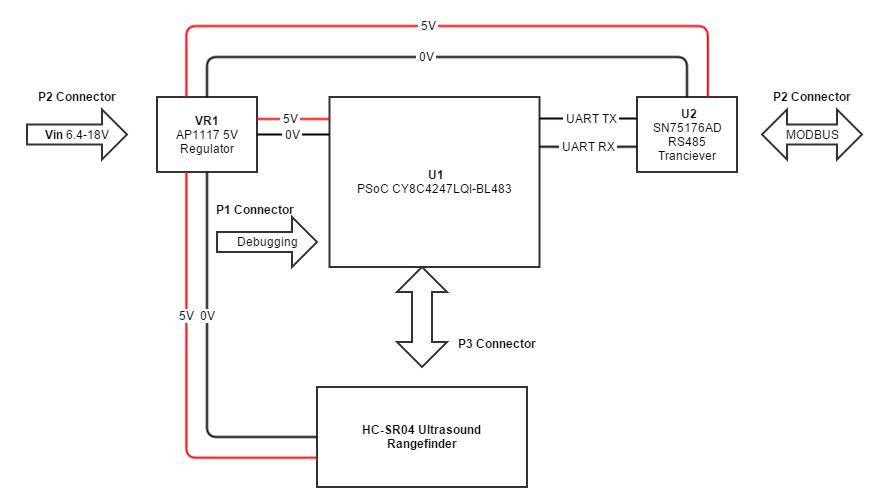 5V
0V
P2 Connector
Vin 6.4-18V
VR1
AP1117 5V
Regulator
5V
0V
U1
PSoC CY8C4247LQI-BL483
UART TX
UART RX
U2
SN75176AD
RS485
Tranciever
P2 Connector
MODBUS
P1 Connector
Debugging
5V 0V
P3 Connector
HC-SR04 Ultrasound
Rangefinder